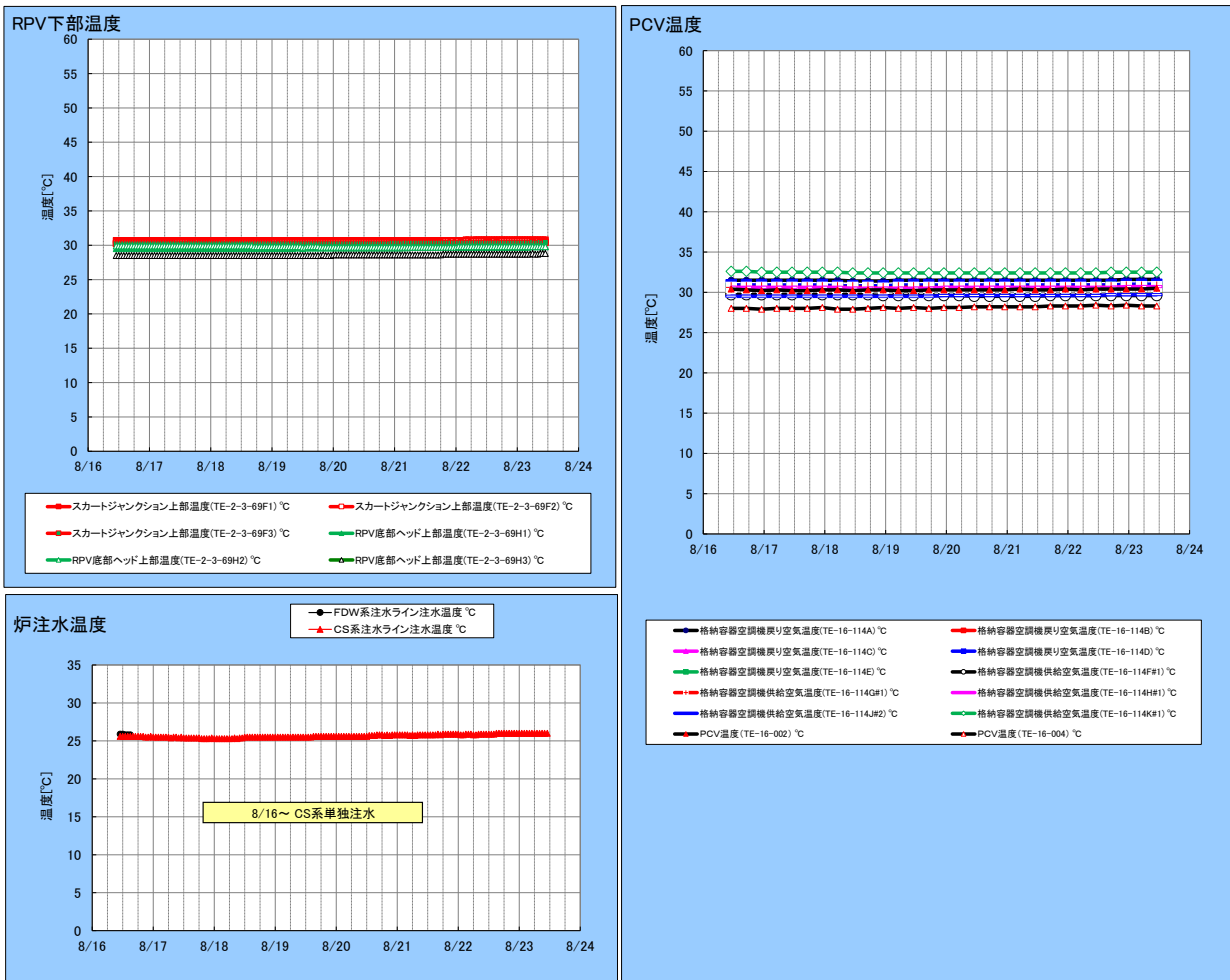 RPV下部温度
60
55
50
45
40
35
30
25
20
15
10
5
0
温度[℃]
8/16 8/17 8/18 8/19 8/20 8/21 8/22 8/23 8/24
スカートジャンクション上部温度(TE-2-3-69F1) ℃ スカートジャンクション上部温度(TE-2-3-69F2) ℃
スカートジャンクション上部温度(TE-2-3-69F3) ℃ RPV底部ヘッド上部温度(TE-2-3-69H1) ℃
RPV底部ヘッド上部温度(TE-2-3-69H2) ℃ RPV底部ヘッド上部温度(TE-2-3-69H3) ℃
炉注水温度
FDW系注水ライン注水温度 ℃
CS系注水ライン注水温度 ℃
35
30
25
20
15
10
5
0
温度[℃]
8/16～ CS系単独注水
8/16 8/17 8/18 8/19 8/20 8/21 8/22 8/23 8/24
PCV温度
60
55
50
45
40
35
30
25
20
15
10
5
0
温度[℃]
8/16 8/17 8/18 8/19 8/20 8/21 8/22 8/23 8/24
格納容器空調機戻り空気温度(TE-16-114A) ℃ 格納容器空調機戻り空気温度(TE-16-114B) ℃
格納容器空調機戻り空気温度(TE-16-114C) ℃ 格納容器空調機戻り空気温度(TE-16-114D) ℃
格納容器空調機戻り空気温度(TE-16-114E) ℃ 格納容器空調機供給空気温度(TE-16-114F#1) ℃
格納容器空調機供給空気温度(TE-16-114G#1) ℃ 格納容器空調機供給空気温度(TE-16-114H#1) ℃
格納容器空調機供給空気温度(TE-16-114J#2) ℃ 格納容器空調機供給空気温度(TE-16-114K#1) ℃
PCV温度(TE-16-002) ℃ PCV温度(TE-16-004) ℃